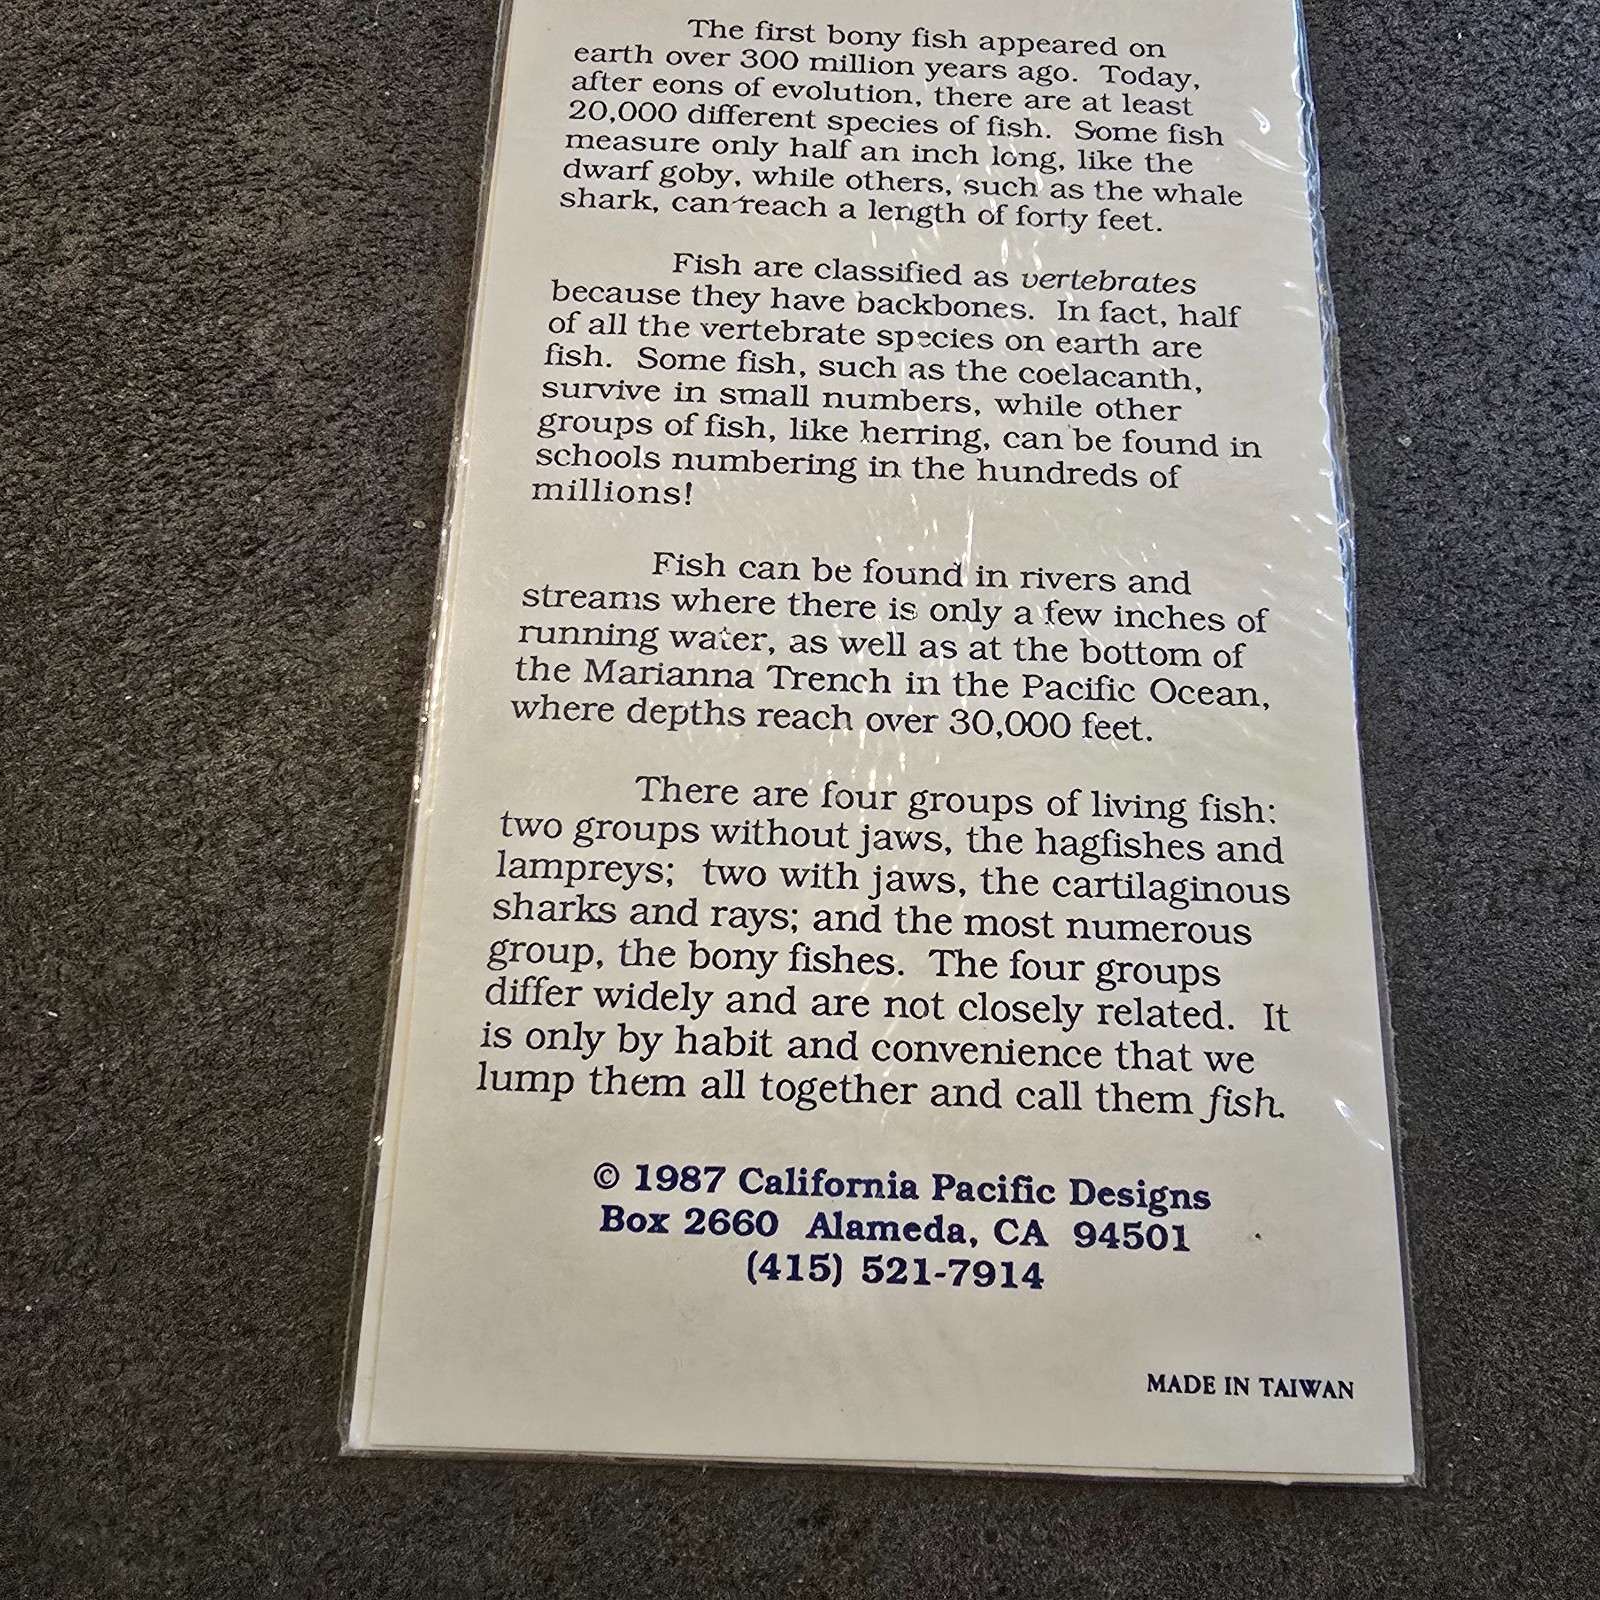 The first bony fish appeared on
earth over 300 million years ago. Today,
after eons of evolution, there are at least
20,000 different species of fish. Some fish
measure only half an inch long, like the
dwarf goby, while others, such as the whale
shark, can reach a length of forty feet.
Fish are classified as vertebrates
because they have backbones. In fact, half
of all the vertebrate species on earth are
fish. Some fish, such as the coelacanth,
survive in small numbers, while other
groups of fish, like herring, can be found in
schools numbering in the hundreds of
millions!
Fish can be found in rivers and
streams where there is only a few inches of
running water, as well as at the bottom of
the Marianna Trench in the Pacific Ocean,
where depths reach over 30,000 feet.
There are four groups of living fish:
two groups without jaws, the hagfishes and
lampreys; two with jaws, the cartilaginous
sharks and rays; and the most numerous
group, the bony fishes. The four groups
differ widely and are not closely related. It
is only by habit and convenience that we
lump them all together and call them fish.
© 1987 California Pacific Designs
Box 2660 Alameda, CA 94501
(415) 521-7914
MADE IN TAIWAN